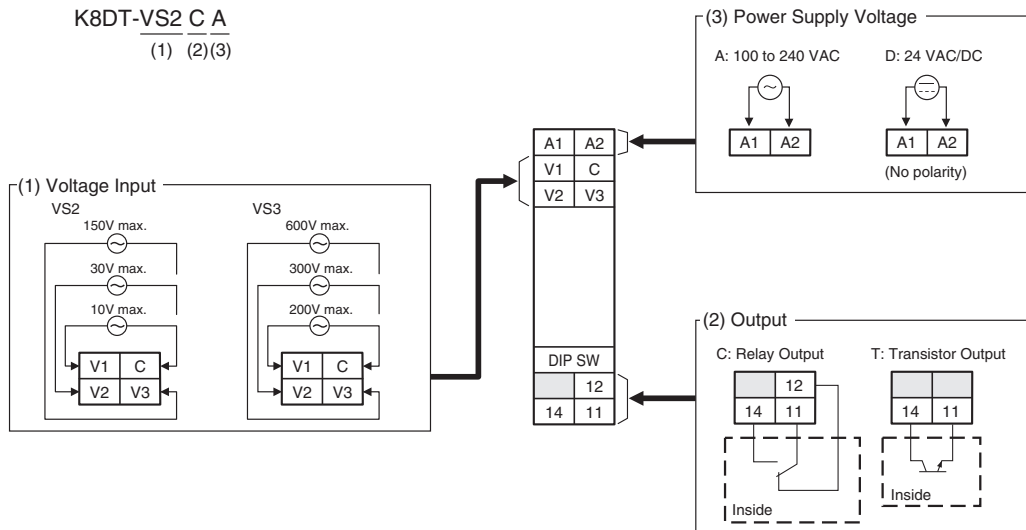 K8DT-VS2 C A
(1) (2)(3)
(3) Power Supply Voltage
A: 100 to 240 VAC
D: 24 VAC/DC
A1 A2
A1 A2
(No polarity)
A1 A2
V1 C
V2 V3
DIP SW
12
14 11
(1) Voltage Input
VS2
150V max.
30V max.
10V max.
V1 C
V2 V3
VS3
600V max.
300V max.
200V max.
V1 C
V2 V3
(2) Output
C: Relay Output
12
14 11
Inside
T: Transistor Output
14 11
Inside